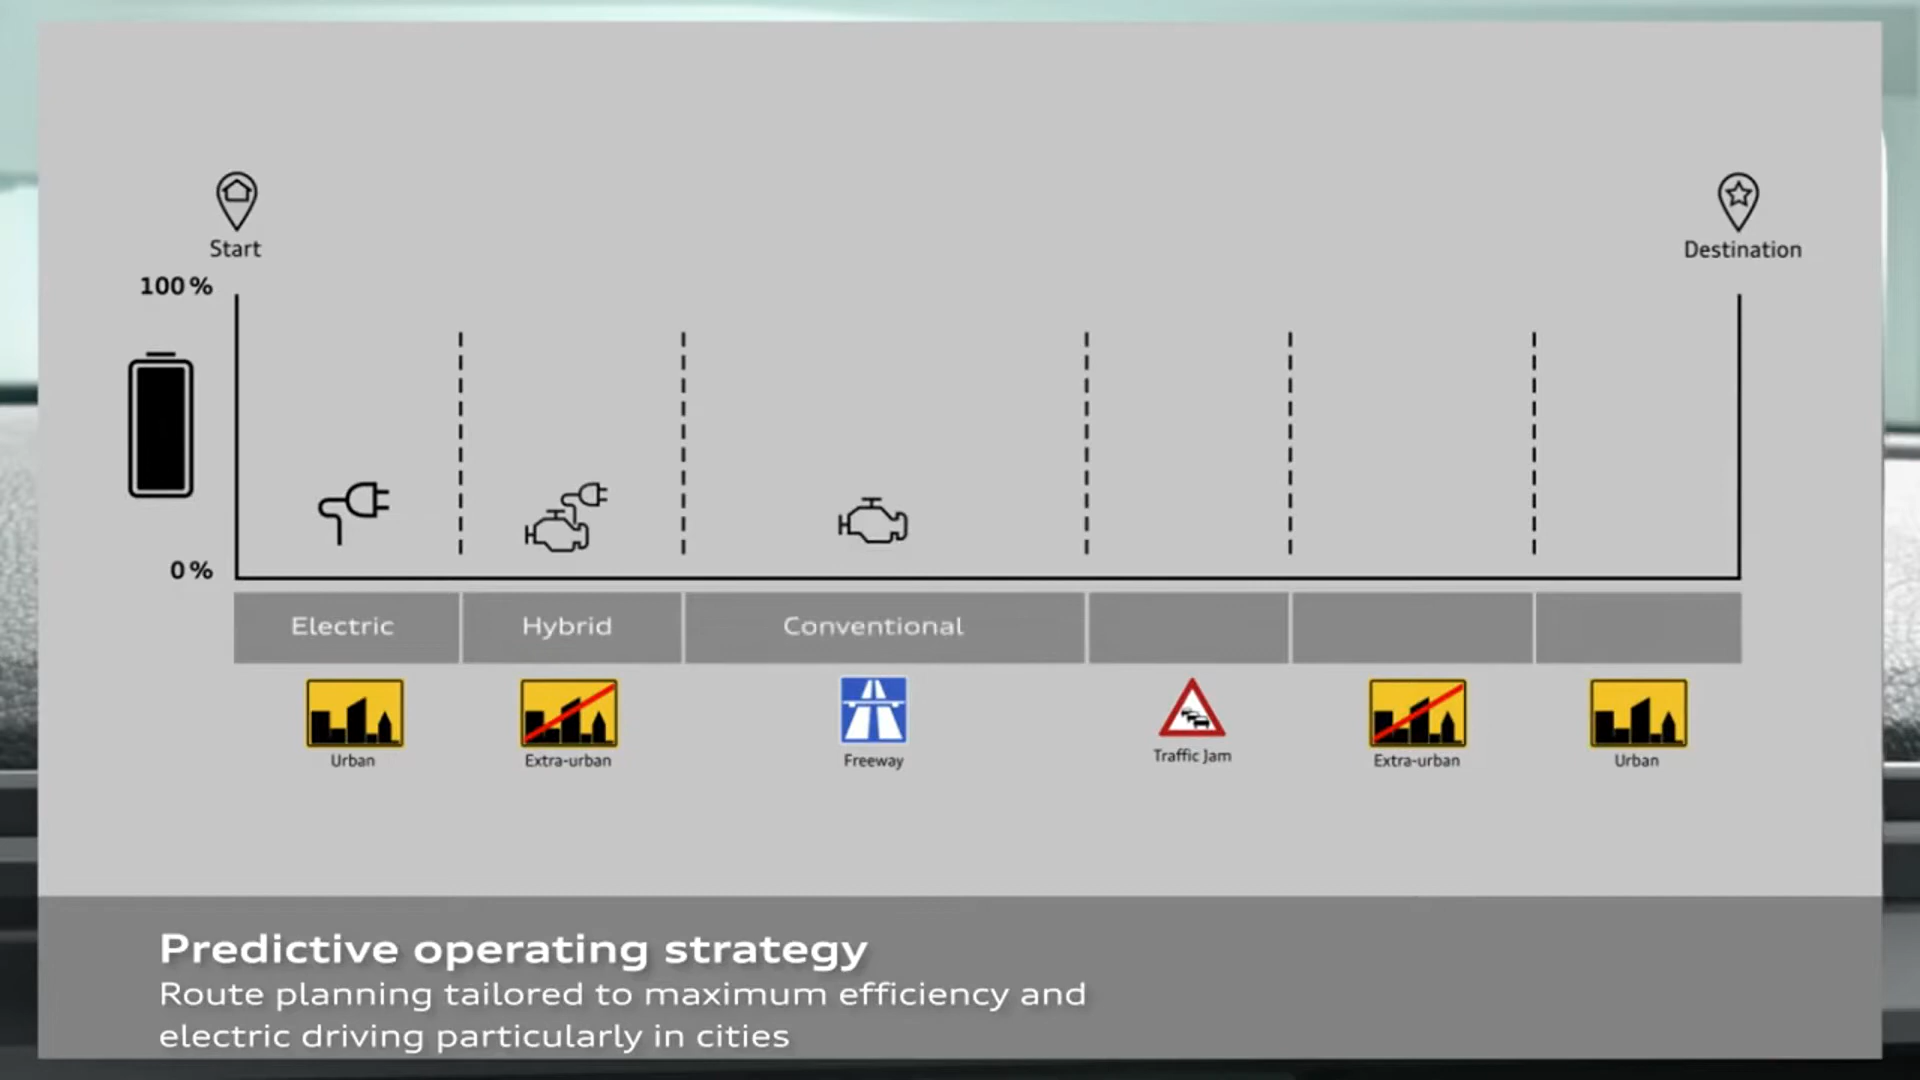 Start
Destination
100 %
0 %
Electric
Hybrid
Conventional
Urban
Extra-urban
Freeway
Traffic Jam
Extra-urban
Urban
Predictive operating strategy
Route planning tailored to maximum efficiency and
electric driving particularly in cities